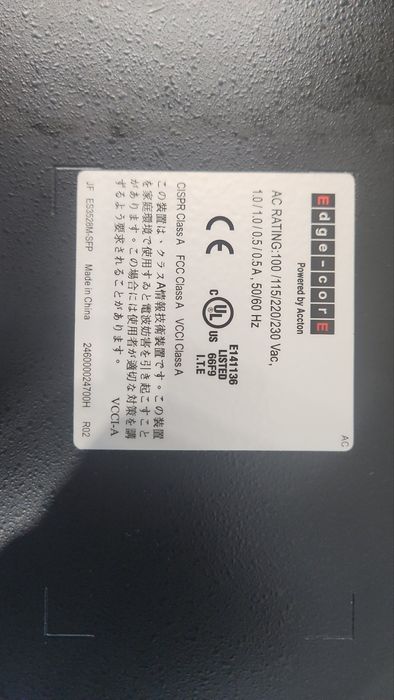 AC
Edge-corE
Powered by Accton
AC RATING:100 /115/220/230 Vac,
1.0 / 1.0 / 0.5 / 0.5 A, 50/60 Hz
CE
C UL US
E141136
LISTED
66F9
I.T.E
CISPR Class A FCC Class A VCCI Class A
この装置は、クラスA情報技術装置です。この装置
を家庭環境で使用すると電波妨害を引き起こすこと
があります。この場合には使用者が適切な対策を講
ずるよう要求されることがあります。 VCCI-A
JF ES3528M-SFP Made in China 246000024700H R02